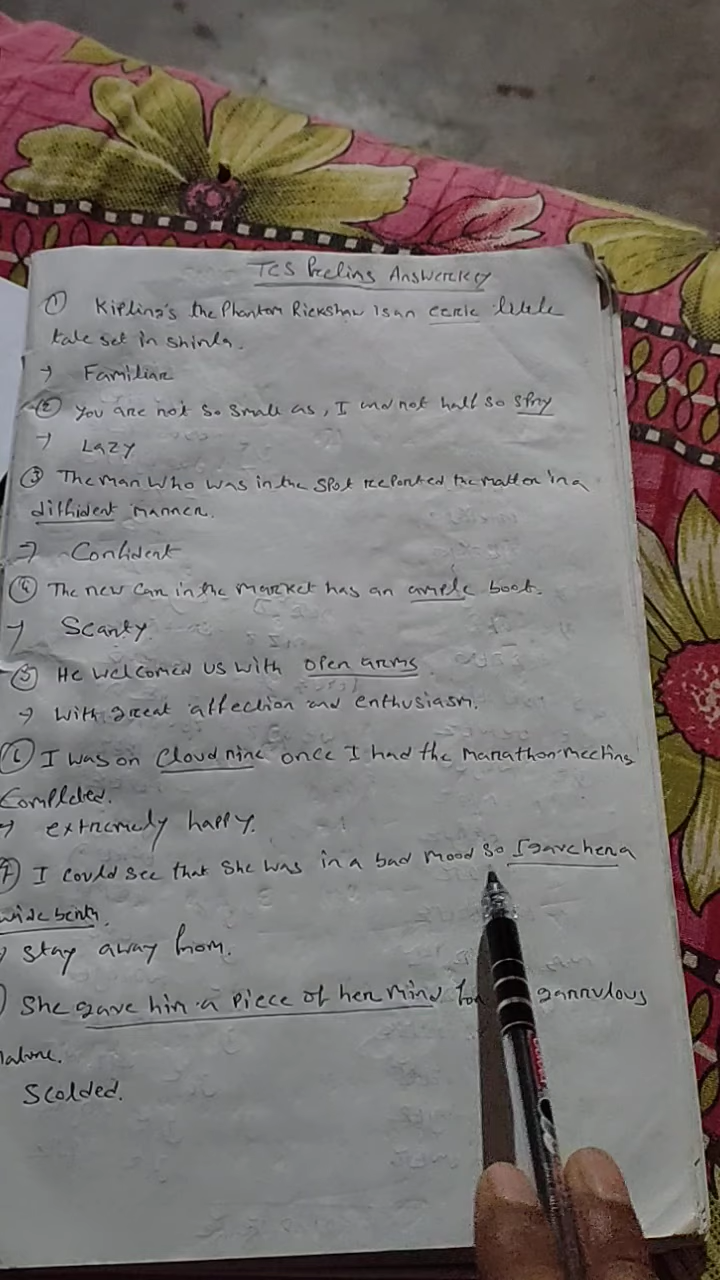 TCS Prelims Answerkey
① Kipling's the Phantom Rickshaw is an eerie little
tale set in Shimla.
→ Familiar
② You are not so small as, I and not half so spry
→ Lazy
③ The man who was in the spot reported the matter in a
diffident manner.
→ Confident
④ The new car in the market has an ample boot.
→ Scanty.
⑤ He welcomed us with open arms
→ with great affection and enthusiasm.
⑥ I was on cloud nine once I had the marathon meeting
Completed.
→ extremely happy.
⑦ I could see that she was in a bad mood so I gave her a
wide berth.
→ stay away from.
She gave him a piece of her mind for garrulous
nature.
Scolded.